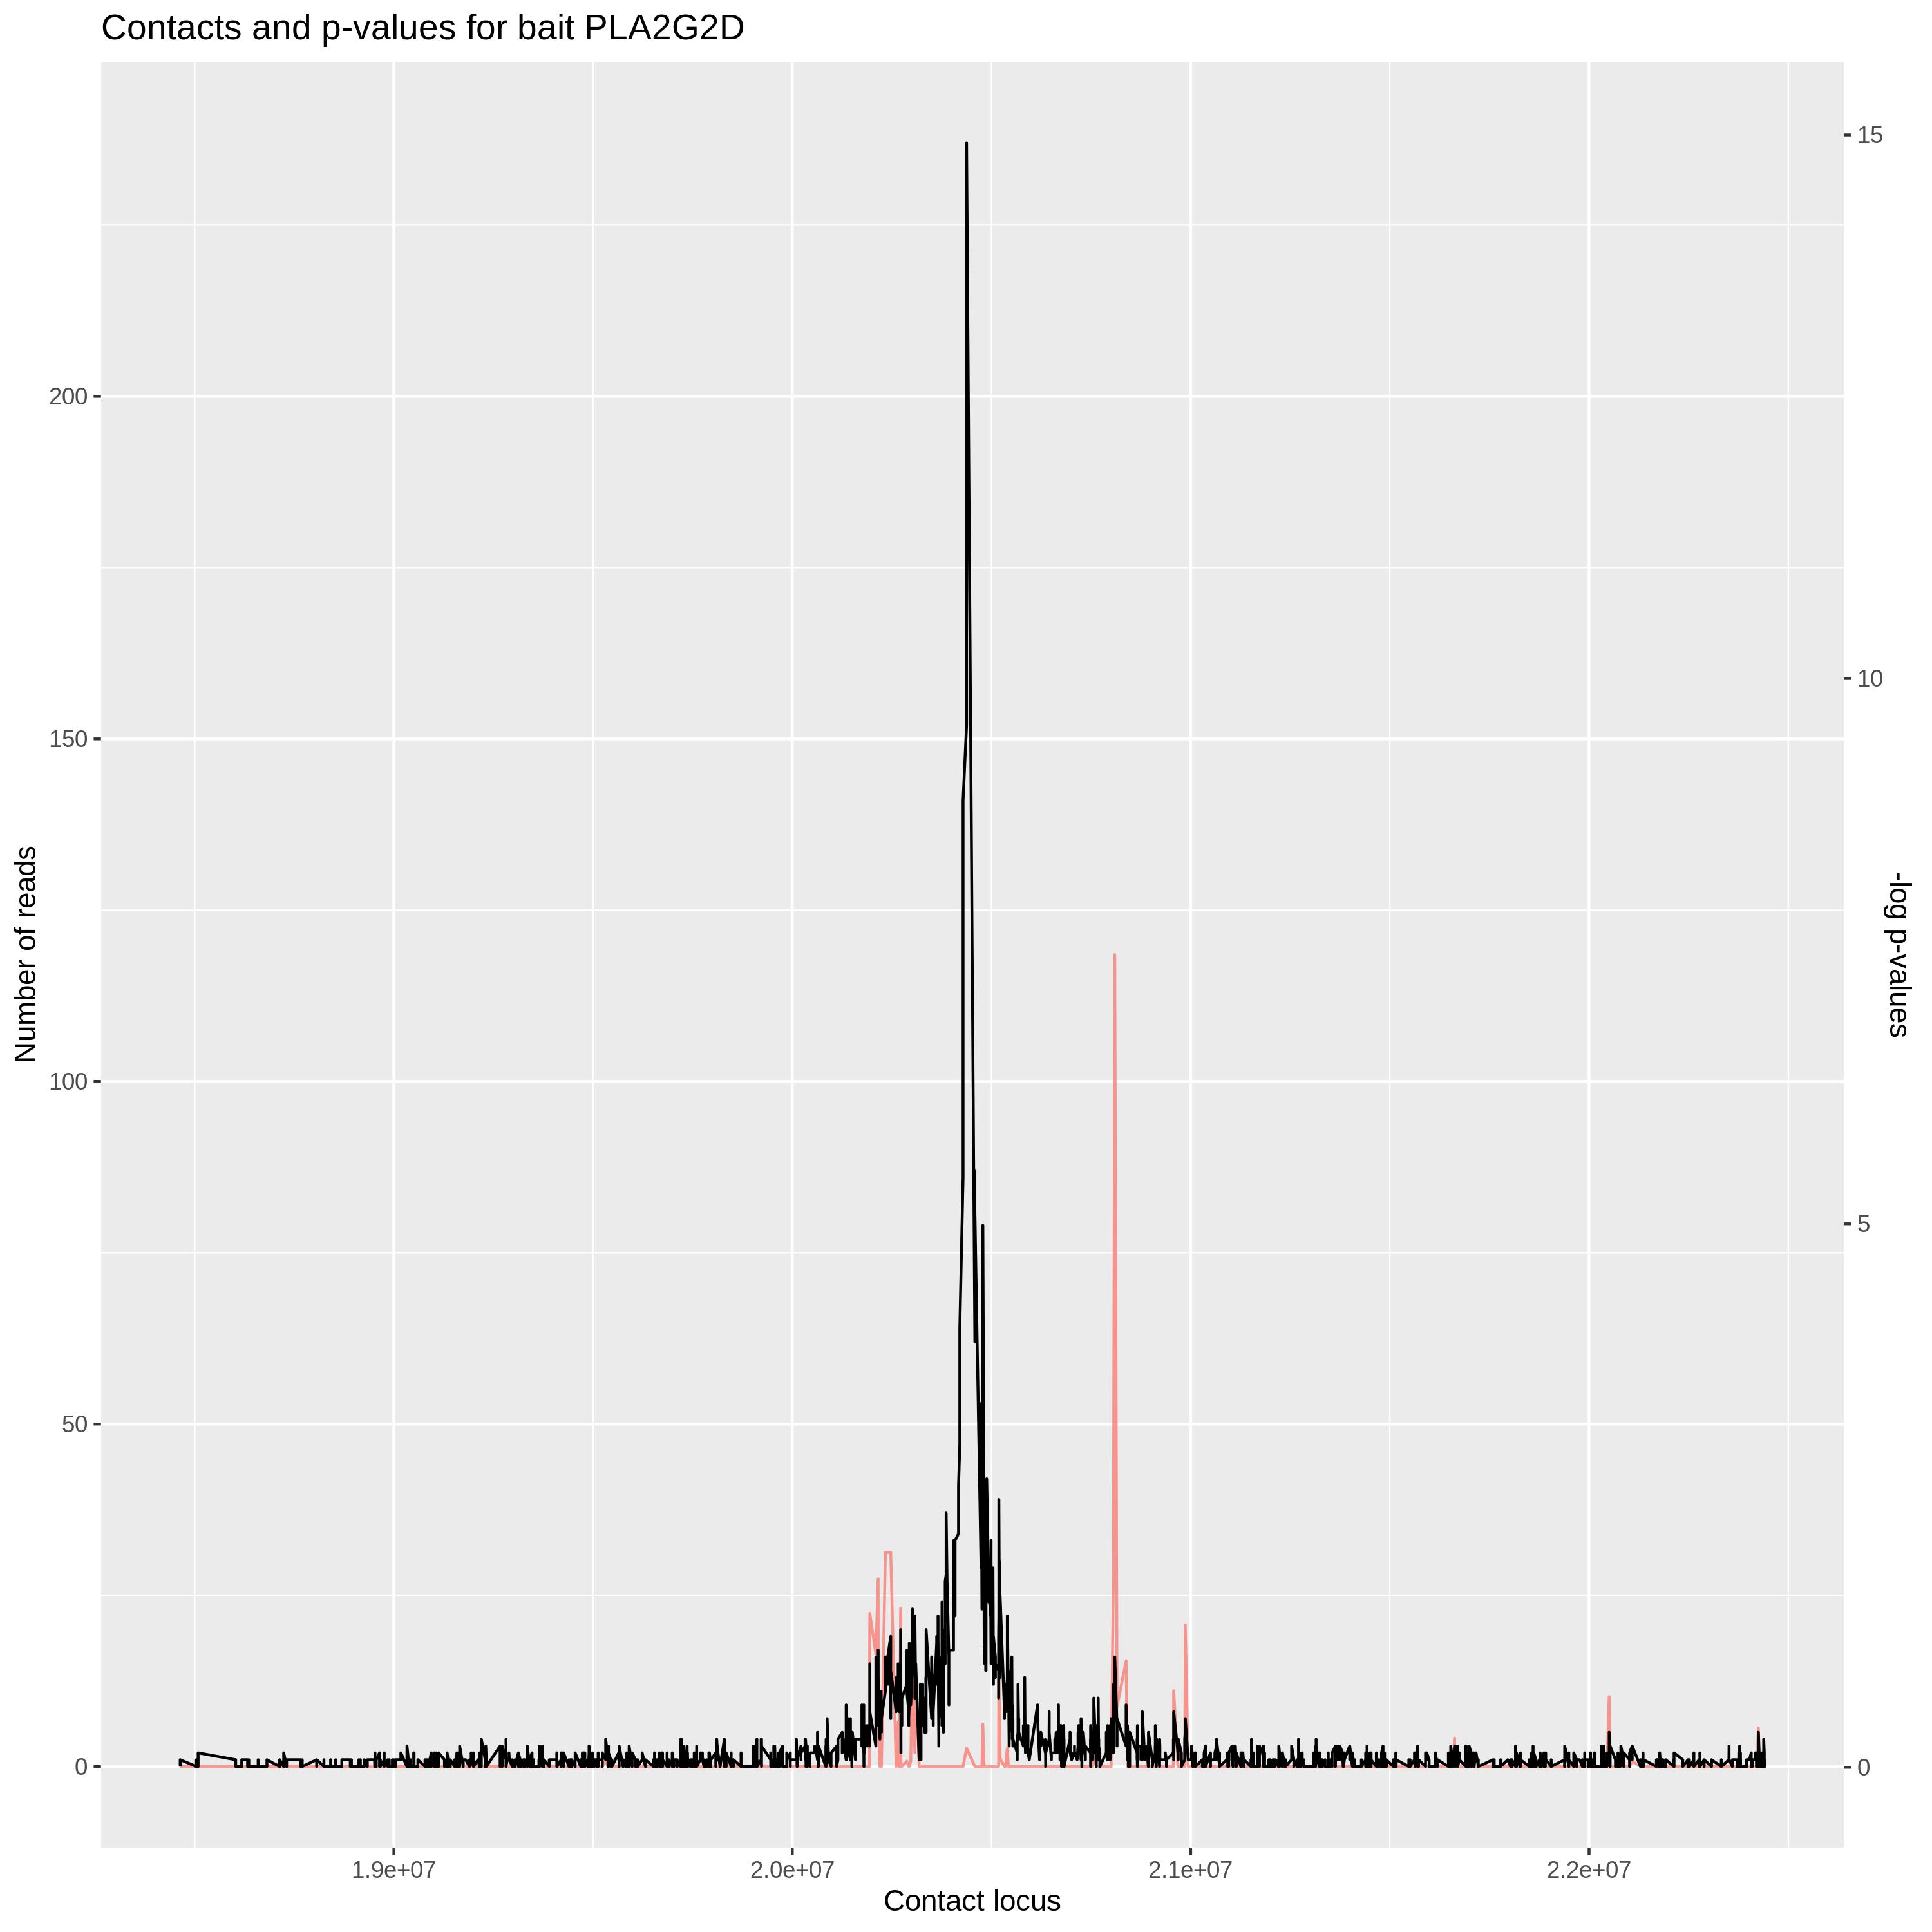 Contacts and p-values for bait PLA2G2D
Number of reads
200
150
100
50
0
15
10
5
0
-log p-values
1.9e+07
2.0e+07
2.1e+07
2.2e+07
Contact locus